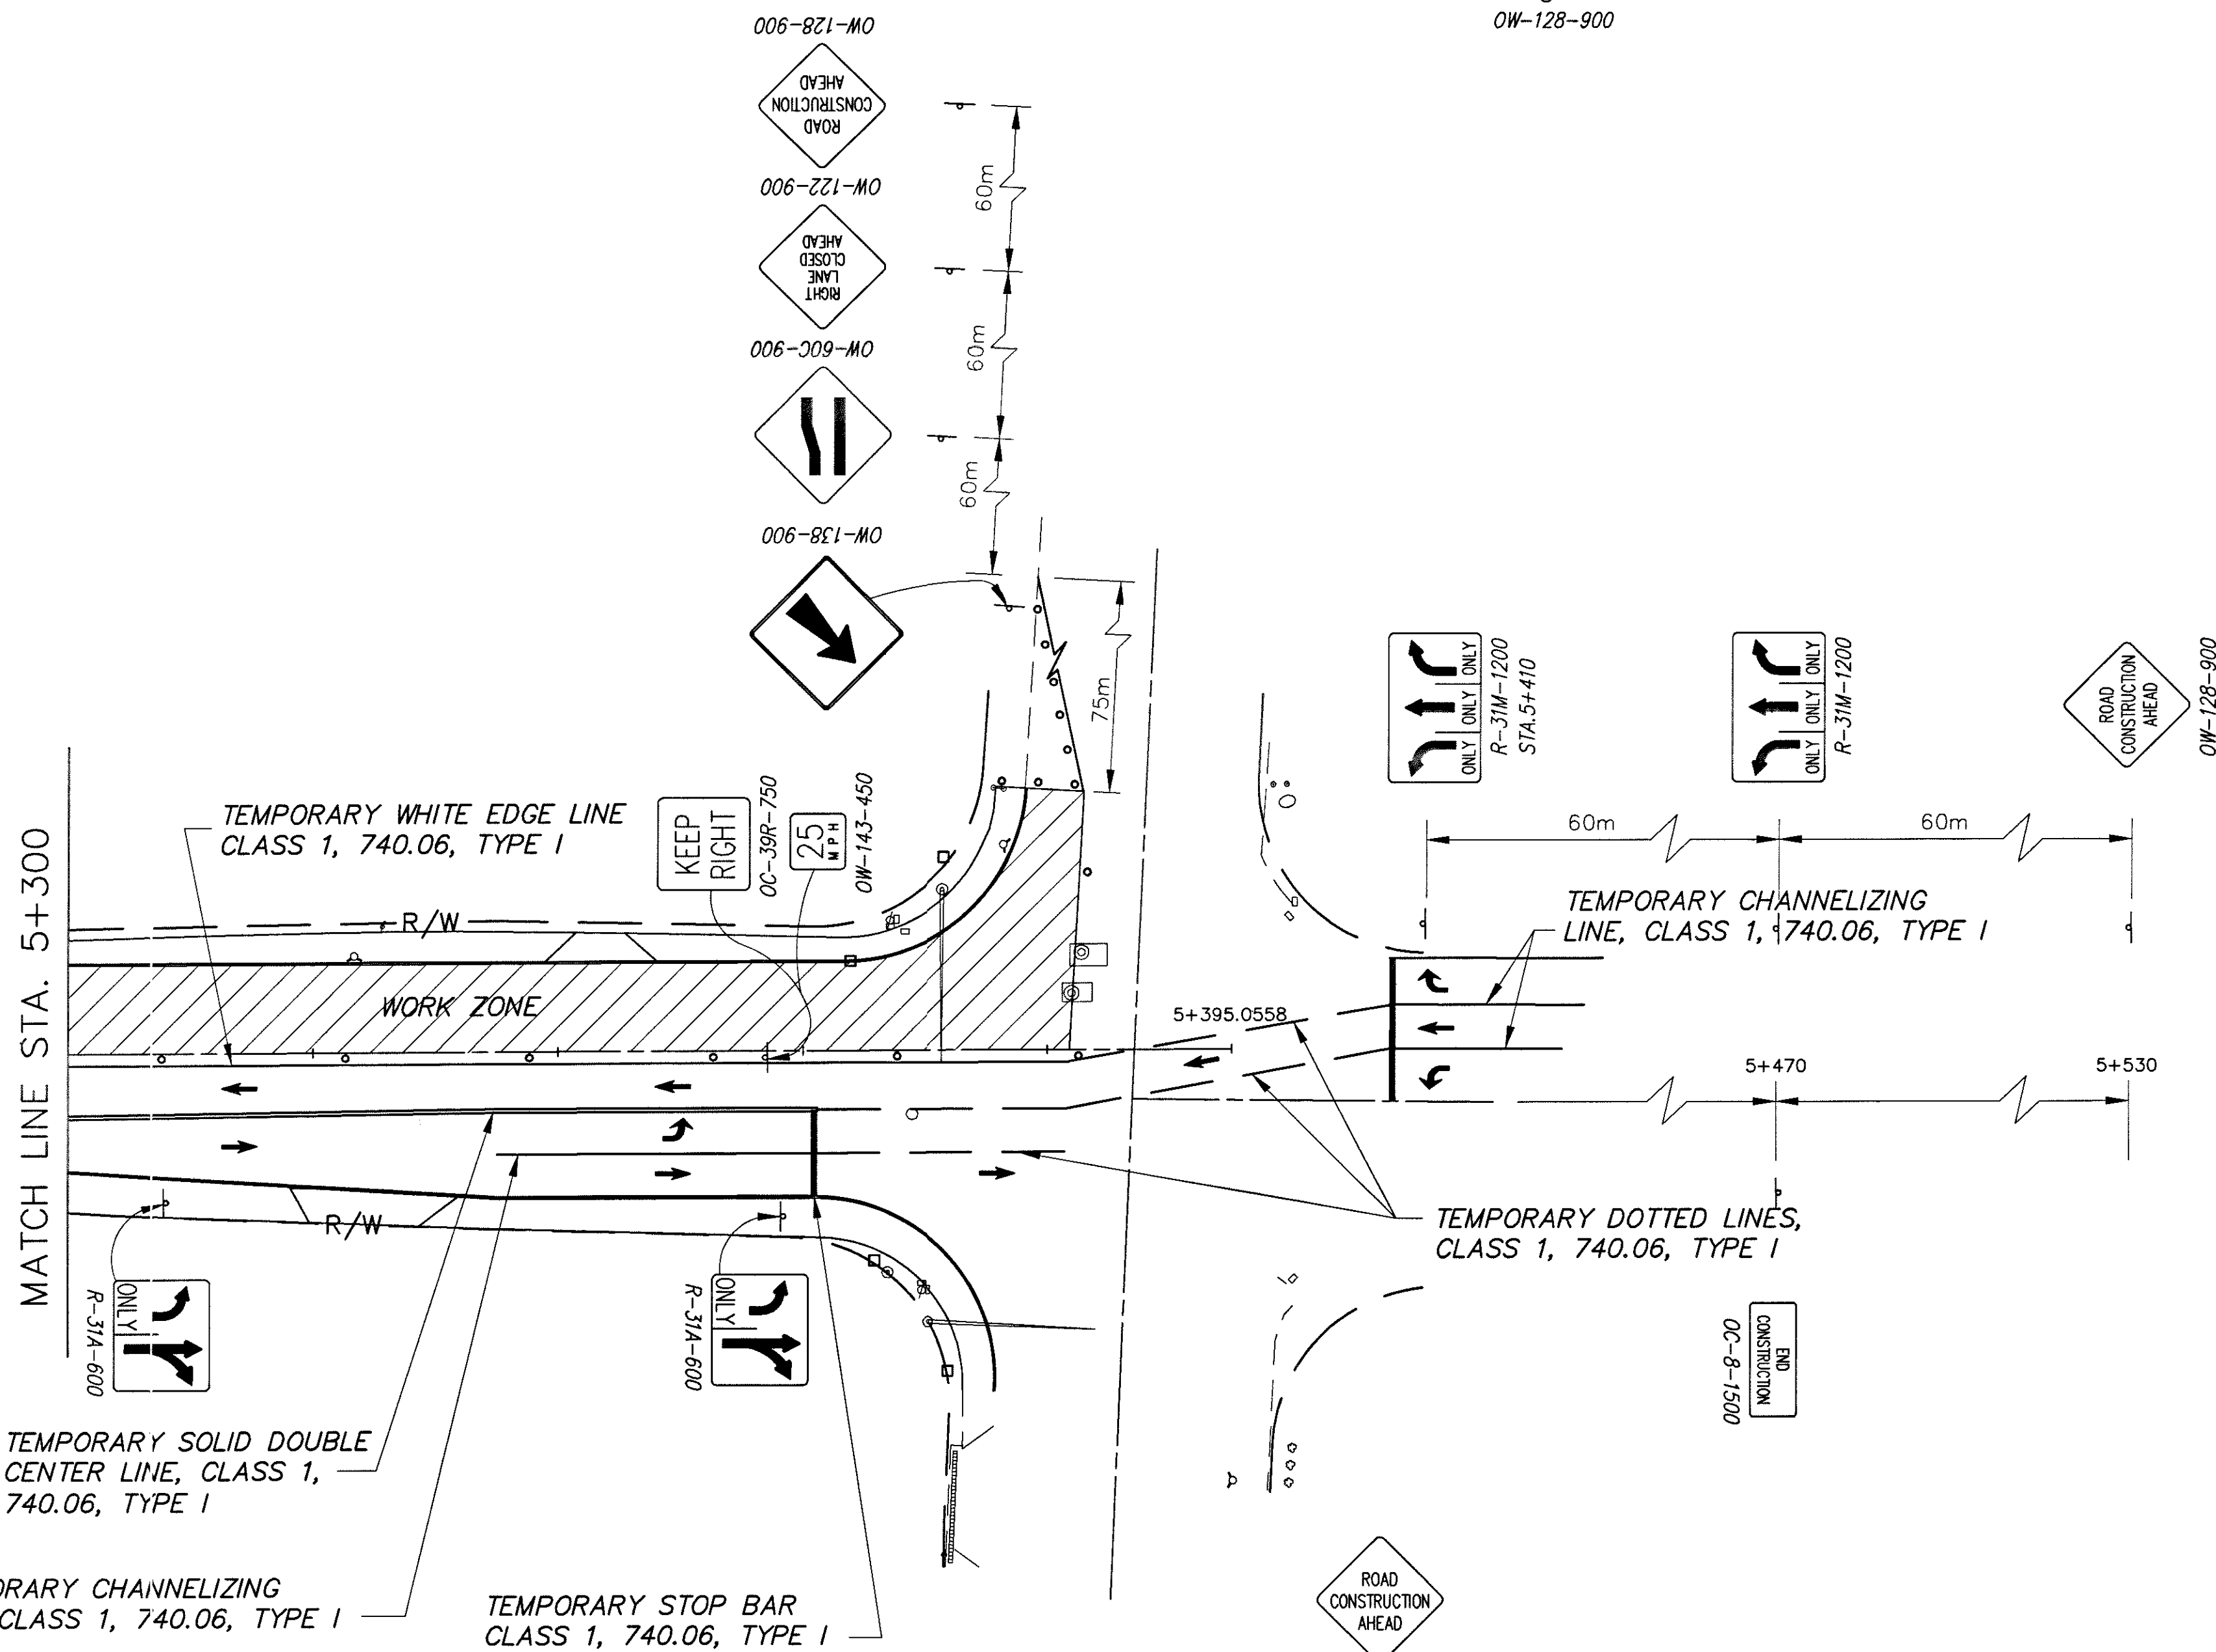 OW-128-900
OW-128-900
ROAD
CONSTRUCTION
AHEAD
60m
OW-122-900
RIGHT
LANE
CLOSED
AHEAD
60m
OW-60C-900
60m
OW-138-900
75m
ONLY ONLY ONLY
R-31M-1200
STA.5+410
ONLY ONLY ONLY
R-31M-1200
ROAD
CONSTRUCTION
AHEAD
OW-128-900
60m
60m
MATCH LINE STA. 5+300
TEMPORARY WHITE EDGE LINE
CLASS 1, 740.06, TYPE I
KEEP
RIGHT
OC-39R-750
25
MPH
OW-143-450
TEMPORARY CHANNELIZING
LINE, CLASS 1, 740.06, TYPE I
R/W
WORK ZONE
5+395.0558
5+470
5+530
R/W
TEMPORARY DOTTED LINES,
CLASS 1, 740.06, TYPE I
ONLY
R-31A-600
ONLY
R-31A-600
END
CONSTRUCTION
OC-8-1500
TEMPORARY SOLID DOUBLE
CENTER LINE, CLASS 1,
740.06, TYPE I
ORARY CHANNELIZING
CLASS 1, 740.06, TYPE I
TEMPORARY STOP BAR
CLASS 1, 740.06, TYPE I
ROAD
CONSTRUCTION
AHEAD